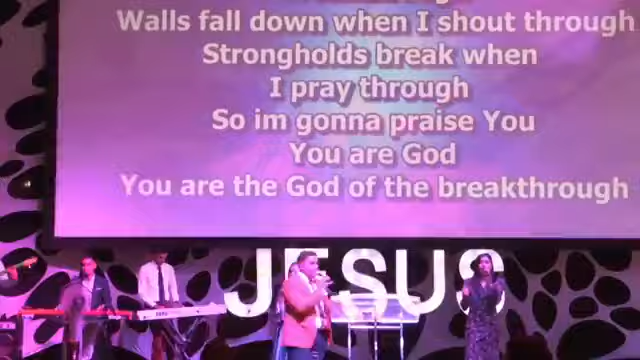 Walls fall down when I shout through
Strongholds break when
I pray through
So im gonna praise You
You are God
You are the God of the breakthrough
JESUS